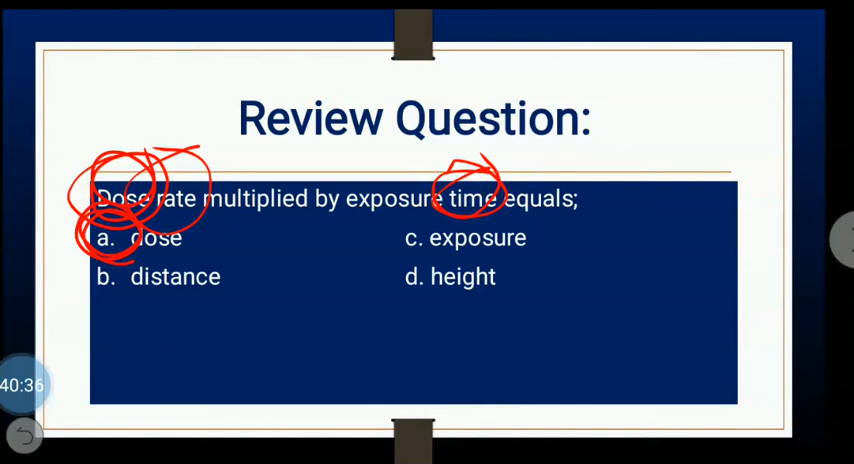 Review Question:
Dose rate multiplied by exposure time equals;
a. dose
c. exposure
b. distance
d. height
40:36